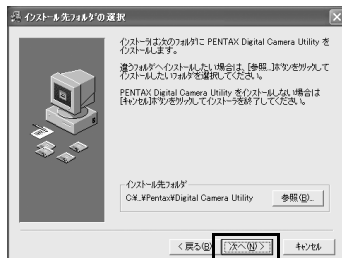 インストール先フォルダの選択
インストーラは次のフォルダに PENTAX Digital Camera Utility を
インストールします。
違うフォルダへインストールしたい場合は、[参照...]ボタンをクリックして
インストールしたいフォルダを選択してください。
PENTAX Digital Camera Utility をインストールしない場合は
[キャンセル]ボタンをクリックしてインストーラを終了してください。
インストール先フォルダ
C:¥...¥Pentax¥Digital Camera Utility
参照(R)...
< 戻る(B)
次へ(N) >
キャンセル